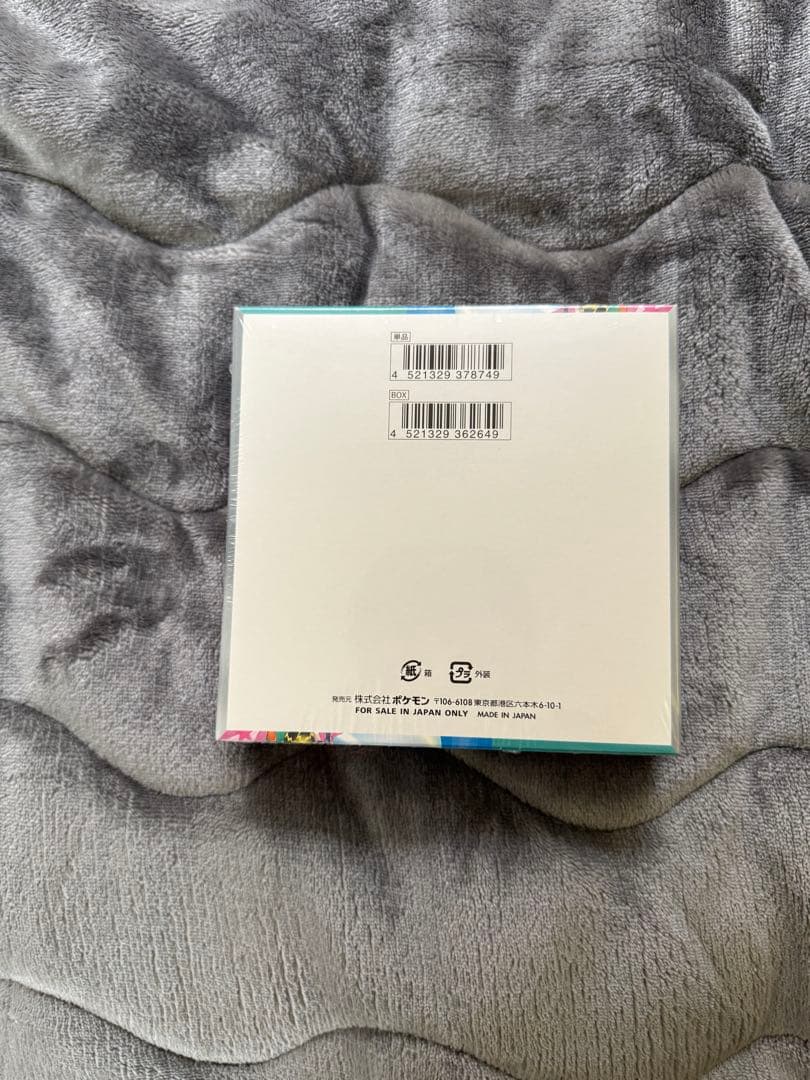 単品
4 521329 378749
BOX
4 521329 362649
紙 箱 プラ 外装
発売元 株式会社ポケモン 〒106-6108 東京都港区六本木6-10-1
FOR SALE IN JAPAN ONLY MADE IN JAPAN